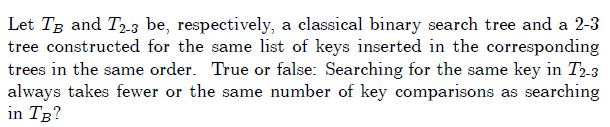 Let T_B and T_{2-3} be, respectively, a classical binary search tree and a 2-3
tree constructed for the same list of keys inserted in the corresponding
trees in the same order. True or false: Searching for the same key in T_{2-3}
always takes fewer or the same number of key comparisons as searching
in T_B?